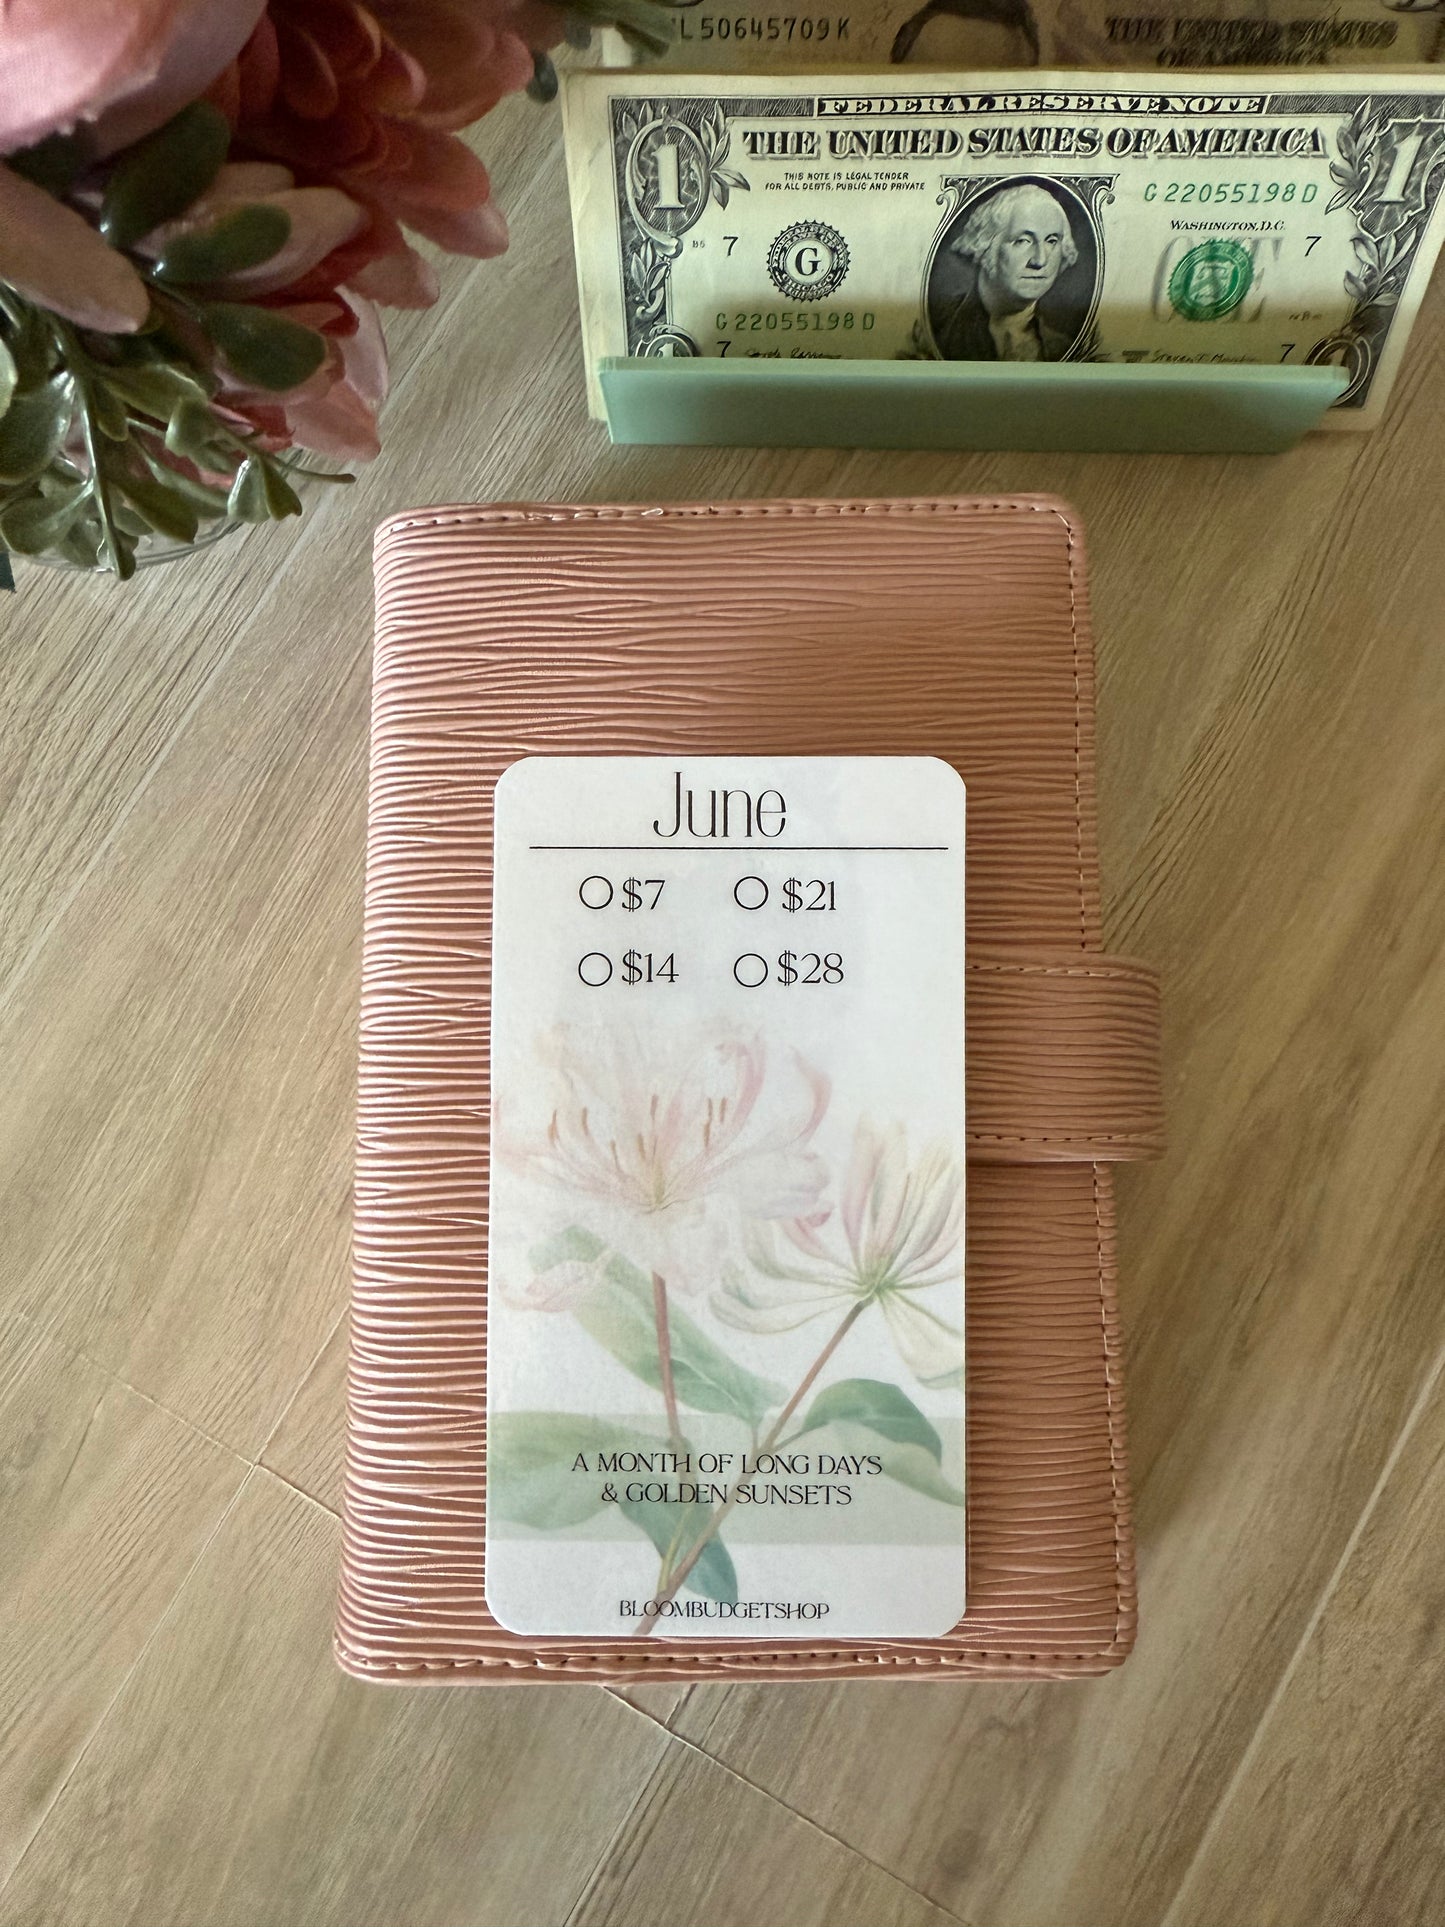 L 50645709 K
THE UNITED STATES
OF AMERICA
FEDERAL RESERVE NOTE
THE UNITED STATES OF AMERICA
THIS NOTE IS LEGAL TENDER
FOR ALL DEBTS, PUBLIC AND PRIVATE
G 22055198 D
WASHINGTON, D.C.
1
1
B6
7
G
7
ONE
G 22055198 D
7
7
June
$7 $21
$14 $28
A MONTH OF LONG DAYS
& GOLDEN SUNSETS
BLOOMBUDGETSHOP